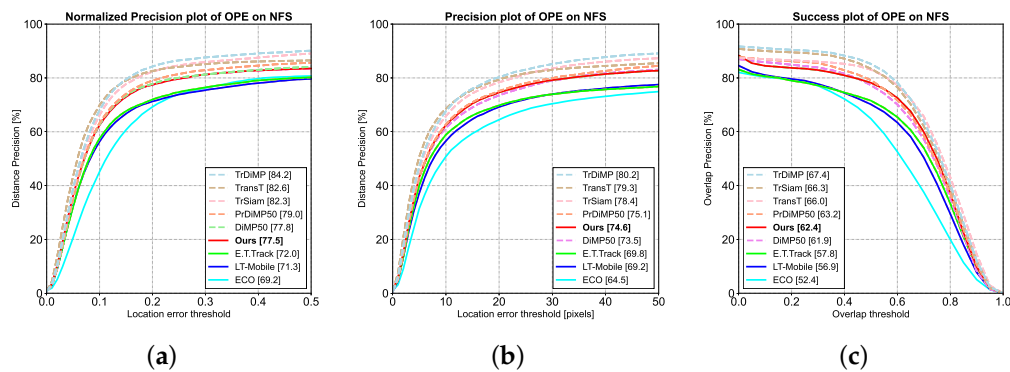 Normalized Precision plot of OPE on NFS
100
80
60
40
20
0
Distance Precision [%]
TrDiMP [84.2]
TransT [82.6]
TrSiam [82.3]
PrDiMP50 [79.0]
DiMP50 [77.8]
Ours [77.5]
E.T.Track [72.0]
LT-Mobile [71.3]
ECO [69.2]
0.0 0.1 0.2 0.3 0.4 0.5
Location error threshold
(a)
Precision plot of OPE on NFS
100
80
60
40
20
0
Distance Precision [%]
TrDiMP [80.2]
TransT [79.3]
TrSiam [78.4]
PrDiMP50 [75.1]
Ours [74.6]
DiMP50 [73.5]
E.T.Track [69.8]
LT-Mobile [69.2]
ECO [64.5]
0 10 20 30 40 50
Location error threshold [pixels]
(b)
Success plot of OPE on NFS
100
80
60
40
20
0
Overlap Precision [%]
TrDiMP [67.4]
TrSiam [66.3]
TransT [66.0]
PrDiMP50 [63.2]
Ours [62.4]
DiMP50 [61.9]
E.T.Track [57.8]
LT-Mobile [56.9]
ECO [52.4]
0.0 0.2 0.4 0.6 0.8 1.0
Overlap threshold
(c)